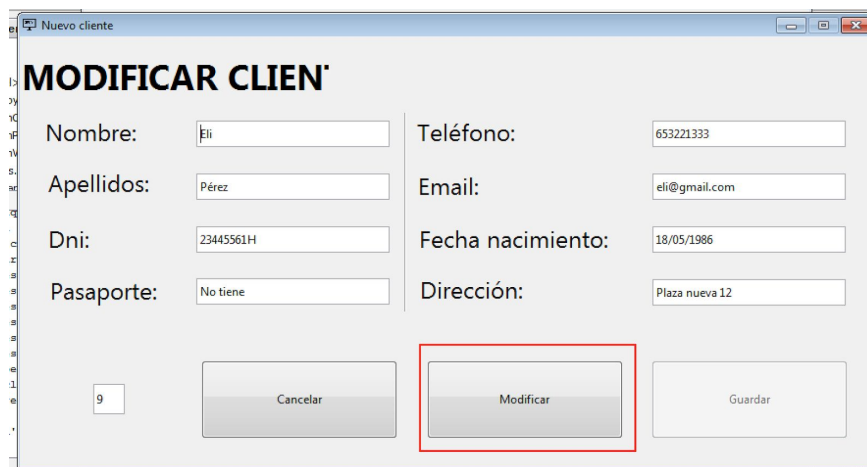 Nuevo cliente
MODIFICAR CLIEN
Nombre: Eli
Teléfono: 653221333
Apellidos: Pérez
Email: eli@gmail.com
Dni: 23445561H
Fecha nacimiento: 18/05/1986
Pasaporte: No tiene
Dirección: Plaza nueva 12
9
Cancelar
Modificar
Guardar